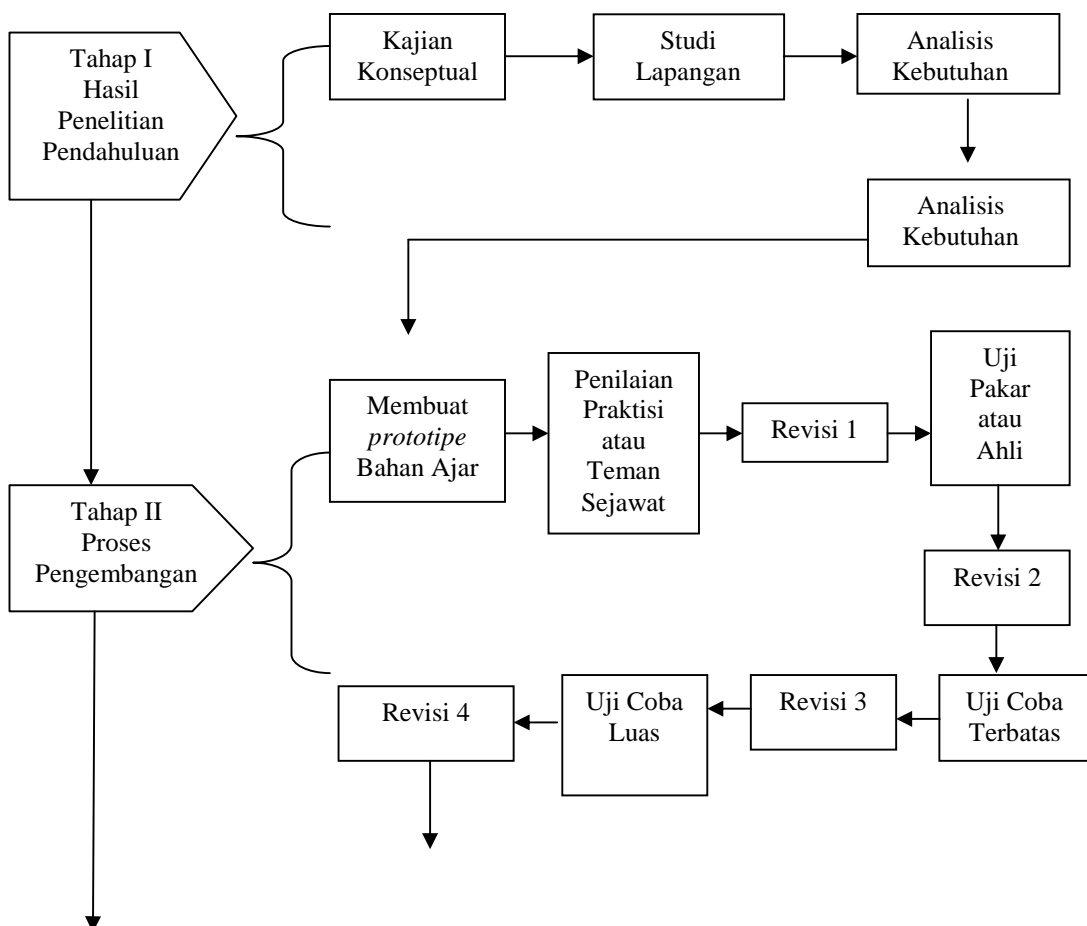 Tahap I
Hasil
Penelitian
Pendahuluan
Kajian
Konseptual
Studi
Lapangan
Analisis
Kebutuhan
Analisis
Kebutuhan
Tahap II
Proses
Pengembangan
Membuat
prototipe
Bahan Ajar
Penilaian
Praktisi
atau
Teman
Sejawat
Revisi 1
Uji
Pakar
atau
Ahli
Revisi 2
Uji Coba
Terbatas
Revisi 3
Uji Coba
Luas
Revisi 4